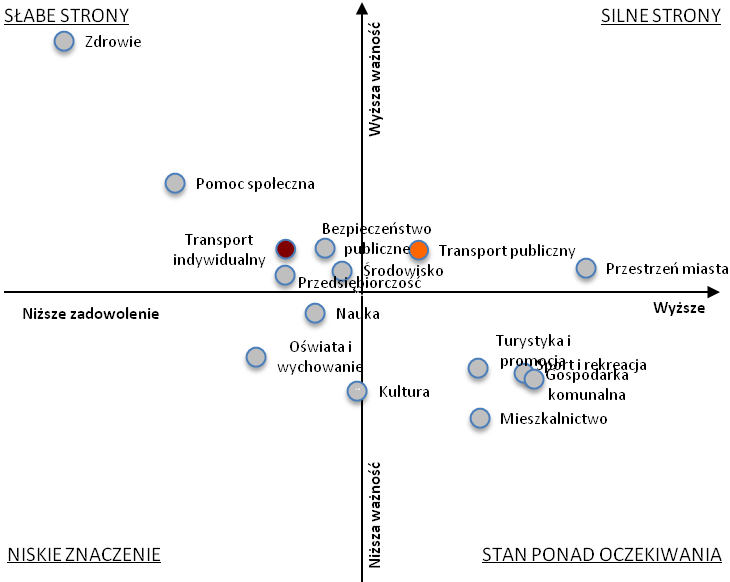 SŁABE STRONY
SILNE STRONY
Zdrowie
Wyższa ważność
Pomoc społeczna
Transport
indywidualny
Bezpieczeństwo
publiczne
Transport publiczny
Środowisko
Przestrzeń miasta
Przedsiębiorczość
Niższe zadowolenie
Wyższe
Nauka
Oświata i
wychowanie
Turystyka i
promocja
Sport i rekreacja
Gospodarka
komunalna
Kultura
Mieszkalnictwo
Niższa ważność
NISKIE ZNACZENIE
STAN PONAD OCZEKIWANIA